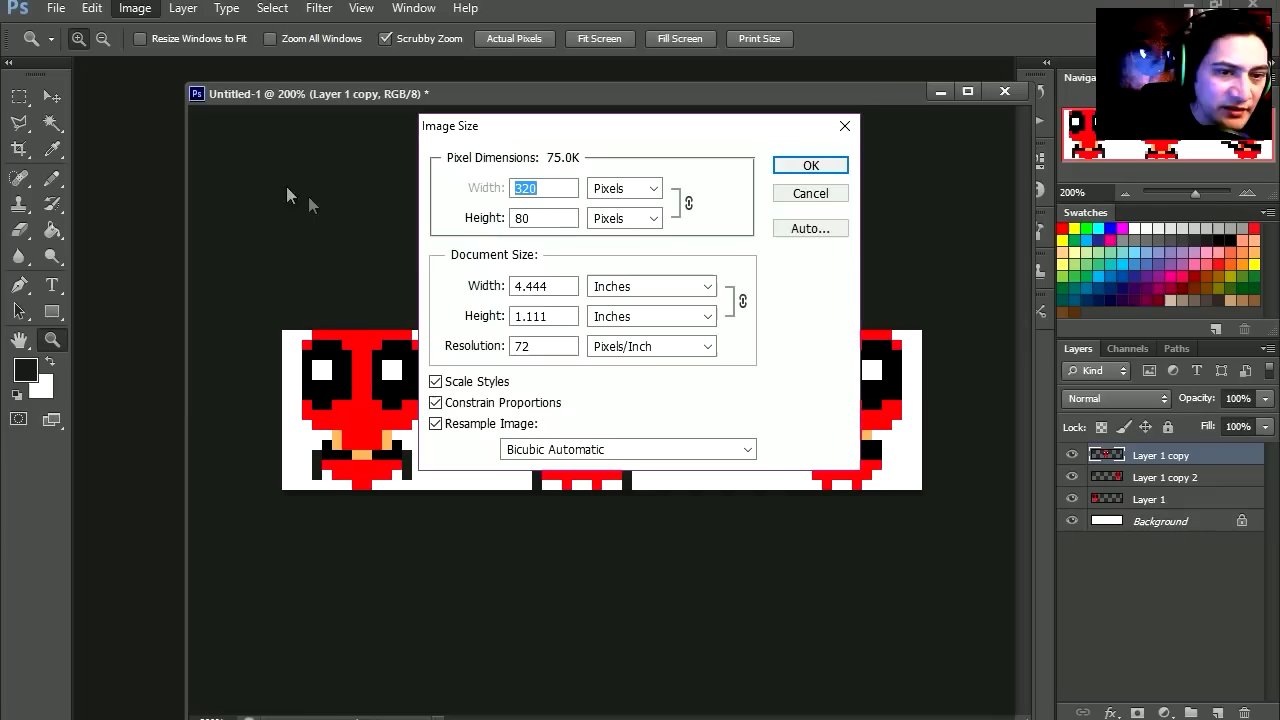 Ps File Edit Image Layer Type Select Filter View Window Help
Resize Windows to Fit Zoom All Windows Scrubby Zoom Actual Pixels Fit Screen Fill Screen Print Size
Ps Untitled-1 @ 200% (Layer 1 copy, RGB/8) *
Image Size
Pixel Dimensions: 75.0K
Width: 320 Pixels
Height: 80 Pixels
OK
Cancel
Auto...
Document Size:
Width: 4.444 Inches
Height: 1.111 Inches
Resolution: 72 Pixels/Inch
Scale Styles
Constrain Proportions
Resample Image:
Bicubic Automatic
Naviga
200%
Swatches
Layers Channels Paths
Kind
Normal Opacity: 100%
Lock: Fill: 100%
Layer 1 copy
Layer 1 copy 2
Layer 1
Background